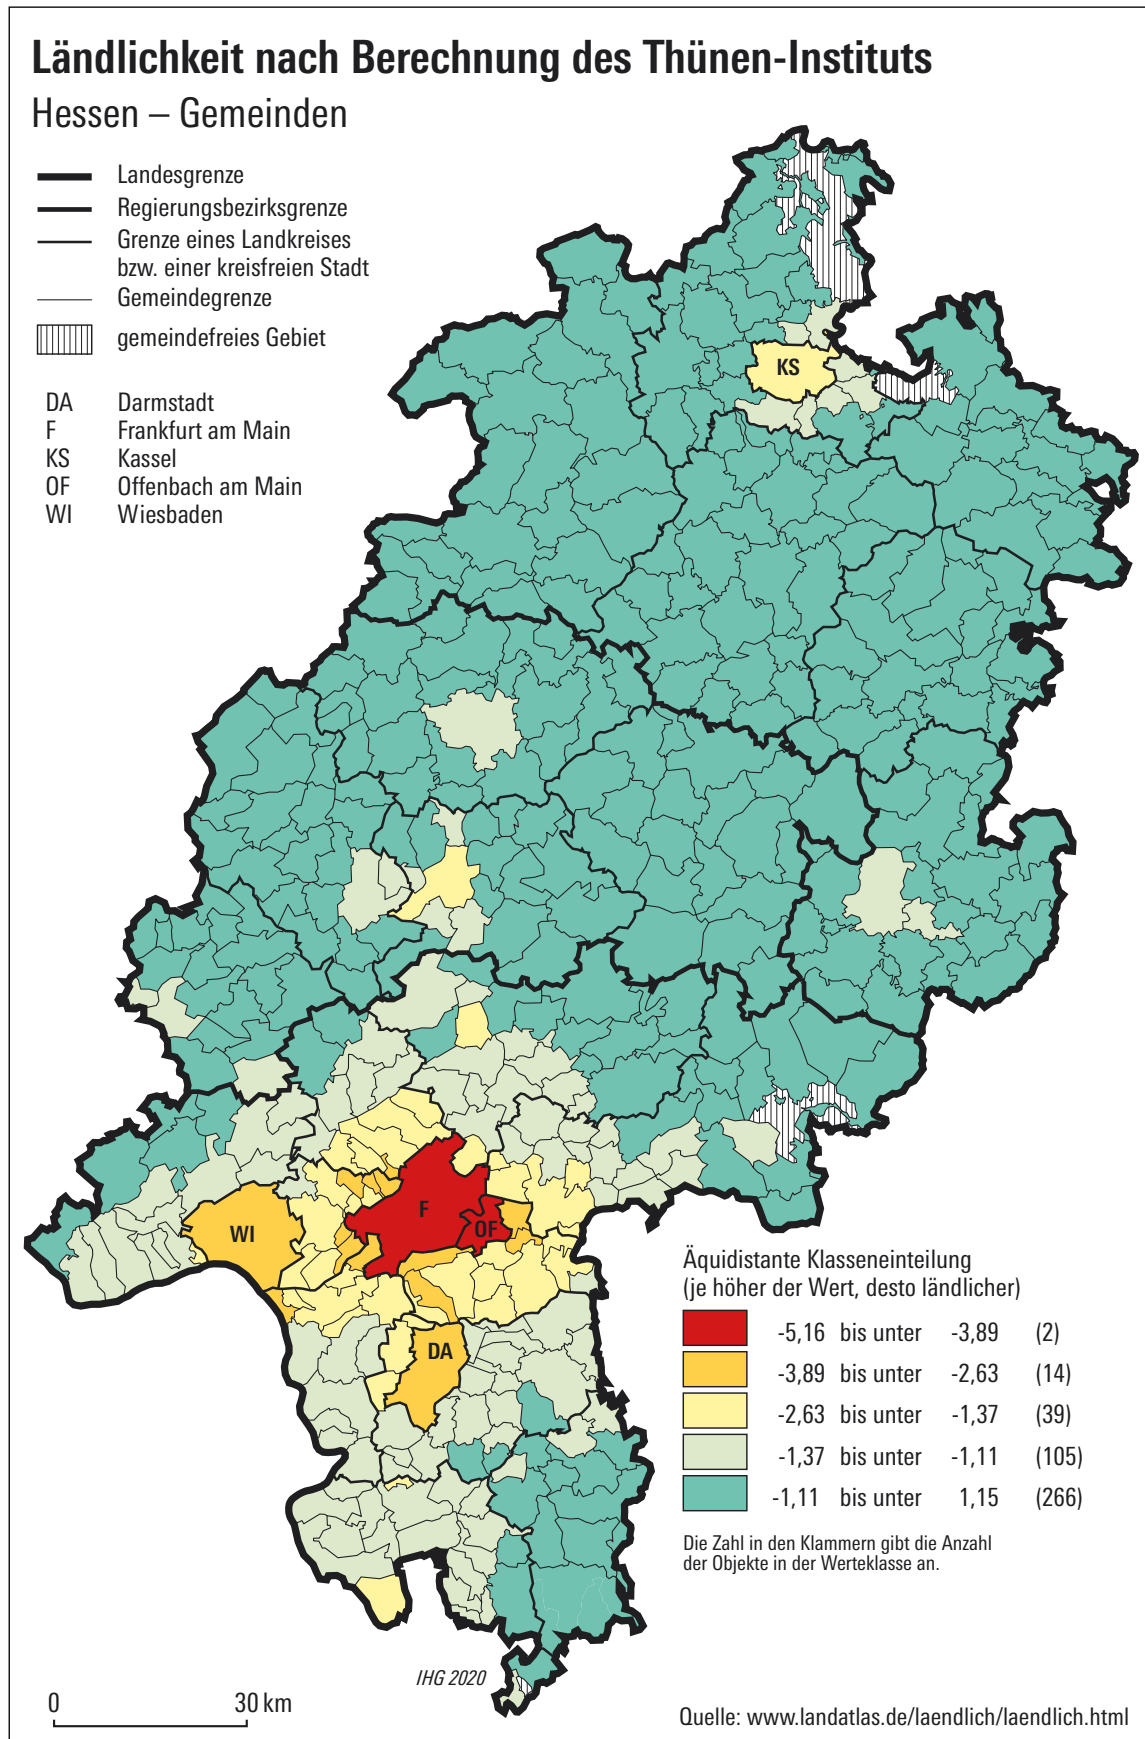 Ländlichkeit nach Berechnung des Thünen-Instituts
Hessen – Gemeinden
Landesgrenze
Regierungsbezirksgrenze
Grenze eines Landkreises
bzw. einer kreisfreien Stadt
Gemeindegrenze
gemeindefreies Gebiet
DA Darmstadt
F Frankfurt am Main
KS Kassel
OF Offenbach am Main
WI Wiesbaden
KS
F
OF
WI
DA
Äquidistante Klasseneinteilung
(je höher der Wert, desto ländlicher)
-5,16 bis unter -3,89 (2)
-3,89 bis unter -2,63 (14)
-2,63 bis unter -1,37 (39)
-1,37 bis unter -1,11 (105)
-1,11 bis unter 1,15 (266)
Die Zahl in den Klammern gibt die Anzahl
der Objekte in der Werteklasse an.
IHG 2020
0 30 km
Quelle: www.landatlas.de/laendlich/laendlich.html